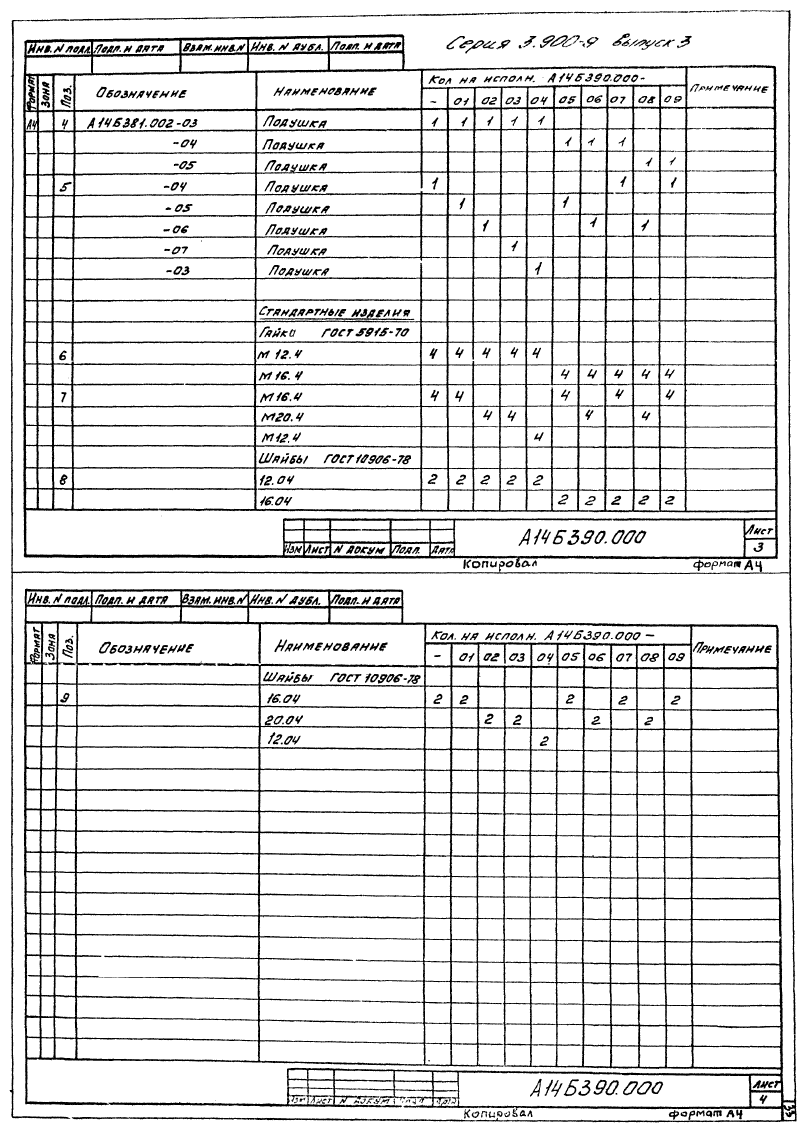 Серия 3.900-9 Выпуск 3
Инв. N подл. Подп. и дата Взам. инв. N Инв. N дубл. Подп. и дата
Формат Зона Поз. Обозначение Наименование Кол на исполн. А14Б390.000- Примечание
- 01 02 03 04 05 06 07 08 09
А4 4 А14Б381.002-03 Подушка 1 1 1 1 1
-04 Подушка 1 1 1
-05 Подушка 1 1
5 -04 Подушка 1 1 1
-05 Подушка 1 1
-06 Подушка 1 1 1
-07 Подушка 1
-03 Подушка 1
Стандартные изделия
Гайки ГОСТ 5915-70
6 М 12.4 4 4 4 4 4
М 16.4 4 4 4 4 4
7 М 16.4 4 4 4 4 4
М20.4 4 4 4 4
М12.4 4
Шайбы ГОСТ 10906-78
8 12.04 2 2 2 2 2
16.04 2 2 2 2 2
Изм Лист N докум Подп. Дата А14Б390.000 Лист 3
Копировал формат А4
Инв. N подл. Подп. и дата Взам. инв. N Инв. N дубл. Подп. и дата
Формат Зона Поз. Обозначение Наименование Кол. на исполн. А14Б390.000 – Примечание
- 01 02 03 04 05 06 07 08 09
Шайбы ГОСТ 10906-78
9 16.04 2 2 2 2 2
20.04 2 2 2 2
12.04 2
Изм Лист N докум Подп Дата А14Б390.000 Лист 4
Копировал формат А4